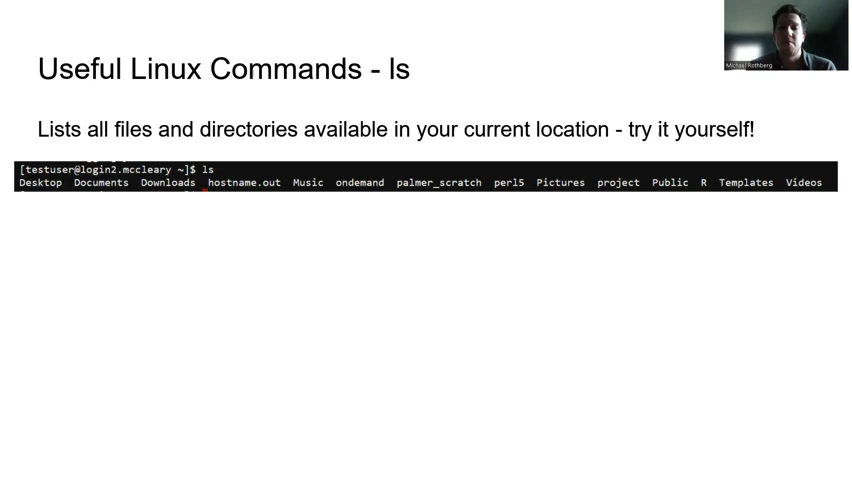 Michael Rothberg
Useful Linux Commands - ls
Lists all files and directories available in your current location - try it yourself!
[testuser@login2.mccleary ~]$ ls
Desktop Documents Downloads hostname.out Music ondemand palmer_scratch perl5 Pictures project Public R Templates Videos